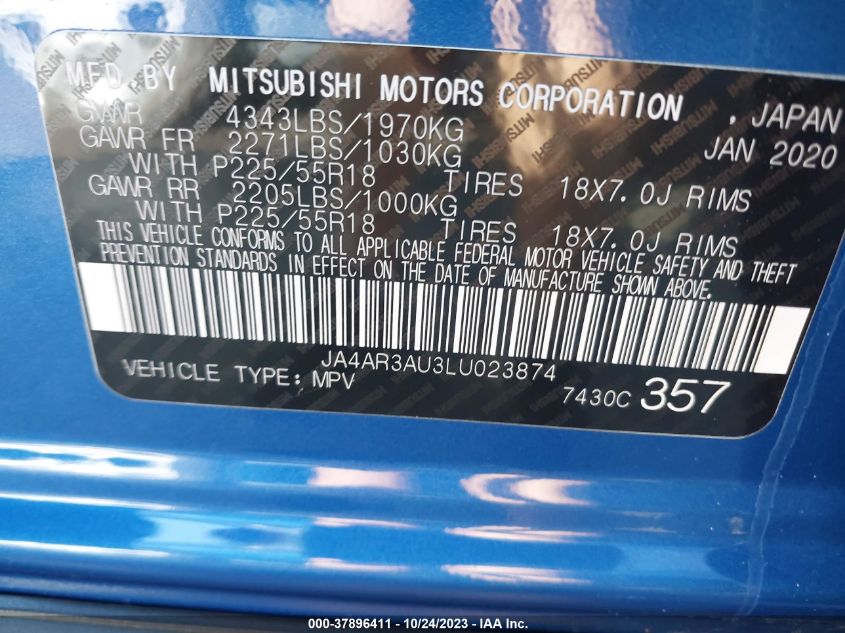 MFD BY MITSUBISHI MOTORS CORPORATION , JAPAN
GVWR 4343LBS/1970KG JAN 2020
GAWR FR 2271LBS/1030KG
WITH P225/55R18 TIRES 18X7.0J RIMS
GAWR RR 2205LBS/1000KG
WITH P225/55R18 TIRES 18X7.0J RIMS
THIS VEHICLE CONFORMS TO ALL APPLICABLE FEDERAL MOTOR VEHICLE SAFETY AND THEFT
PREVENTION STANDARDS IN EFFECT ON THE DATE OF MANUFACTURE SHOWN ABOVE.
JA4AR3AU3LU023874
VEHICLE TYPE: MPV 7430C 357
000-37896411 - 10/24/2023 - IAA Inc.